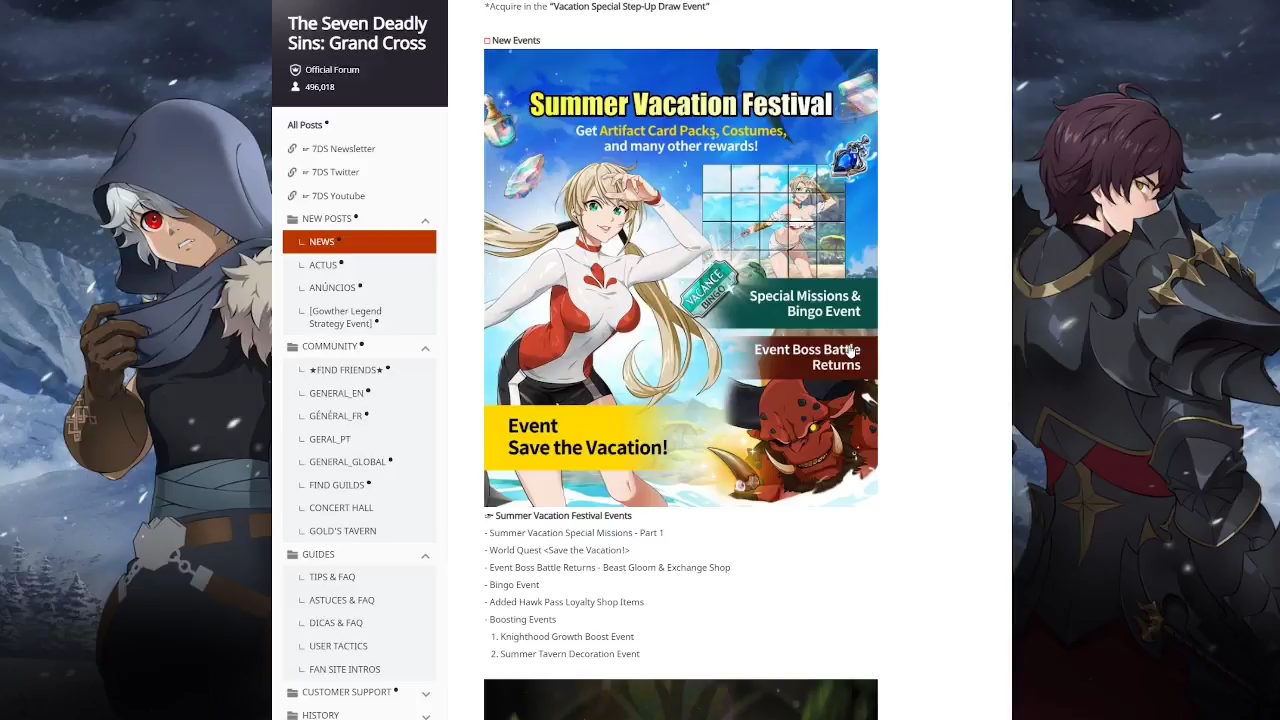 The Seven Deadly
Sins: Grand Cross
Official Forum
496,018
All Posts
7DS Newsletter
7DS Twitter
7DS Youtube
NEW POSTS
NEWS
ACTUS
ANÚNCIOS
[Gowther Legend
Strategy Event]
COMMUNITY
★FIND FRIENDS★
GENERAL_EN
GÉNÉRAL_FR
GERAL_PT
GENERAL_GLOBAL
FIND GUILDS
CONCERT HALL
GOLD'S TAVERN
GUIDES
TIPS & FAQ
ASTUCES & FAQ
DICAS & FAQ
USER TACTICS
FAN SITE INTROS
CUSTOMER SUPPORT
HISTORY
*Acquire in the "Vacation Special Step-Up Draw Event"
□ New Events
Summer Vacation Festival
Get Artifact Card Packs, Costumes,
and many other rewards!
VACANCE
BINGO
Special Missions &
Bingo Event
Event Boss Battle
Returns
Event
Save the Vacation!
☞ Summer Vacation Festival Events
- Summer Vacation Special Missions - Part 1
- World Quest <Save the Vacation!>
- Event Boss Battle Returns - Beast Gloom & Exchange Shop
- Bingo Event
- Added Hawk Pass Loyalty Shop Items
- Boosting Events
1. Knighthood Growth Boost Event
2. Summer Tavern Decoration Event